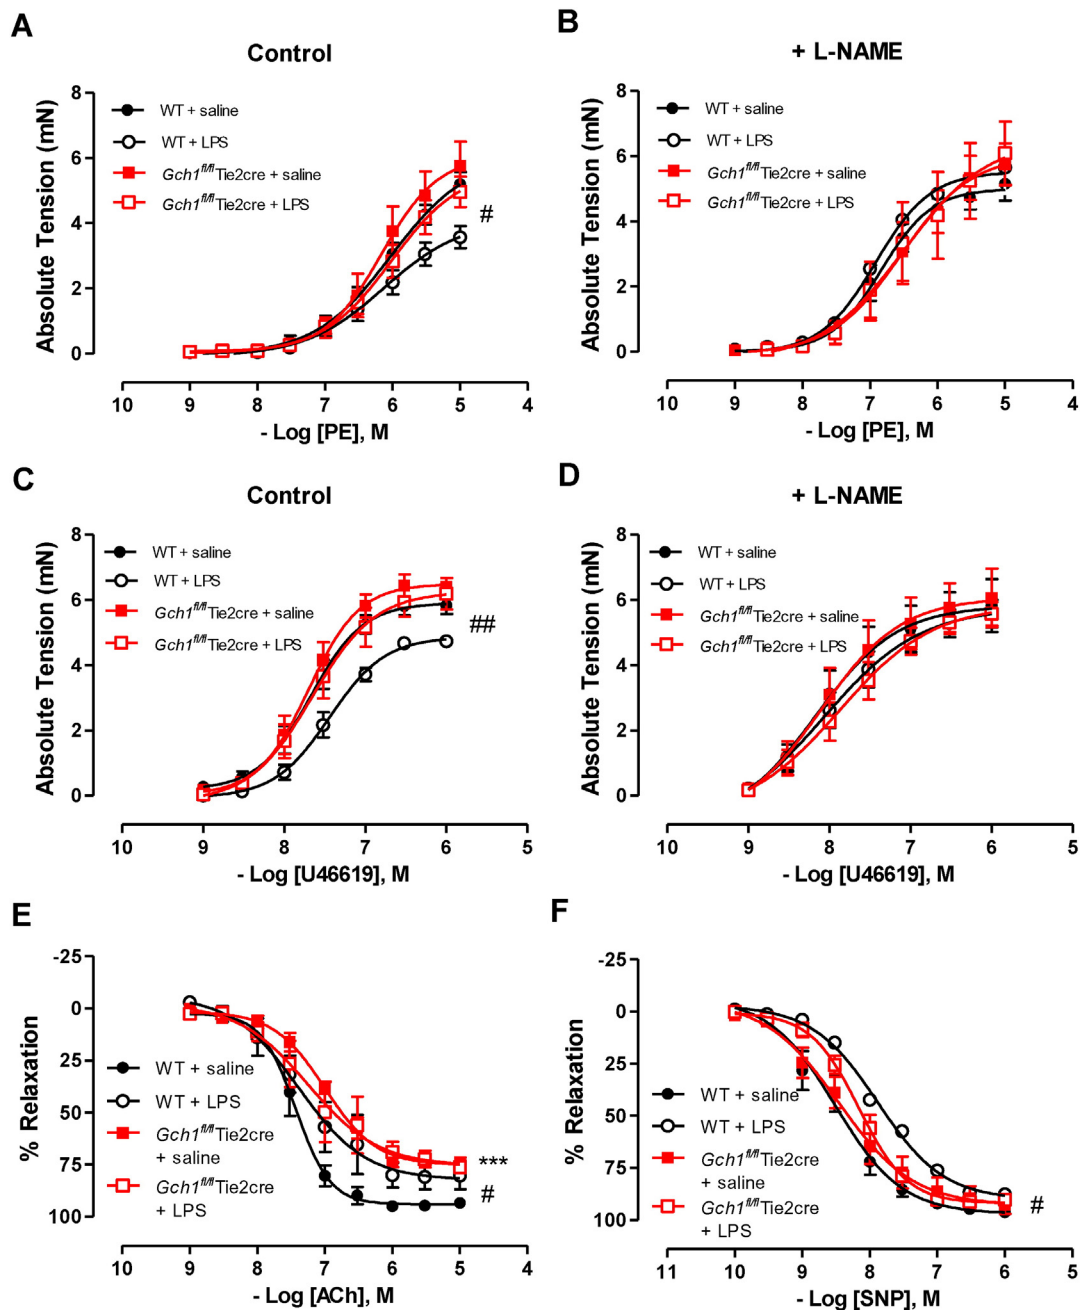 A
Control
Absolute Tension (mN)
8
6
4
2
0
WT + saline
WT + LPS
Gch1fl/flTie2cre + saline
Gch1fl/flTie2cre + LPS
#
10 9 8 7 6 5 4
- Log [PE], M
B
+ L-NAME
Absolute Tension (mN)
8
6
4
2
0
WT + saline
WT + LPS
Gch1fl/flTie2cre + saline
Gch1fl/flTie2cre + LPS
10 9 8 7 6 5 4
- Log [PE], M
C
Control
Absolute Tension (mN)
8
6
4
2
0
WT + saline
WT + LPS
Gch1fl/flTie2cre + saline
Gch1fl/flTie2cre + LPS
##
10 9 8 7 6 5
- Log [U46619], M
D
+ L-NAME
Absolute Tension (mN)
8
6
4
2
0
WT + saline
WT + LPS
Gch1fl/flTie2cre + saline
Gch1fl/flTie2cre + LPS
10 9 8 7 6 5
- Log [U46619], M
E
% Relaxation
-25
0
25
50
75
100
WT + saline
WT + LPS
Gch1fl/flTie2cre
+ saline
Gch1fl/flTie2cre
+ LPS
***
#
10 9 8 7 6 5 4
- Log [ACh], M
F
% Relaxation
-25
0
25
50
75
100
WT + saline
WT + LPS
Gch1fl/flTie2cre
+ saline
Gch1fl/flTie2cre
+ LPS
#
11 10 9 8 7 6 5
- Log [SNP], M